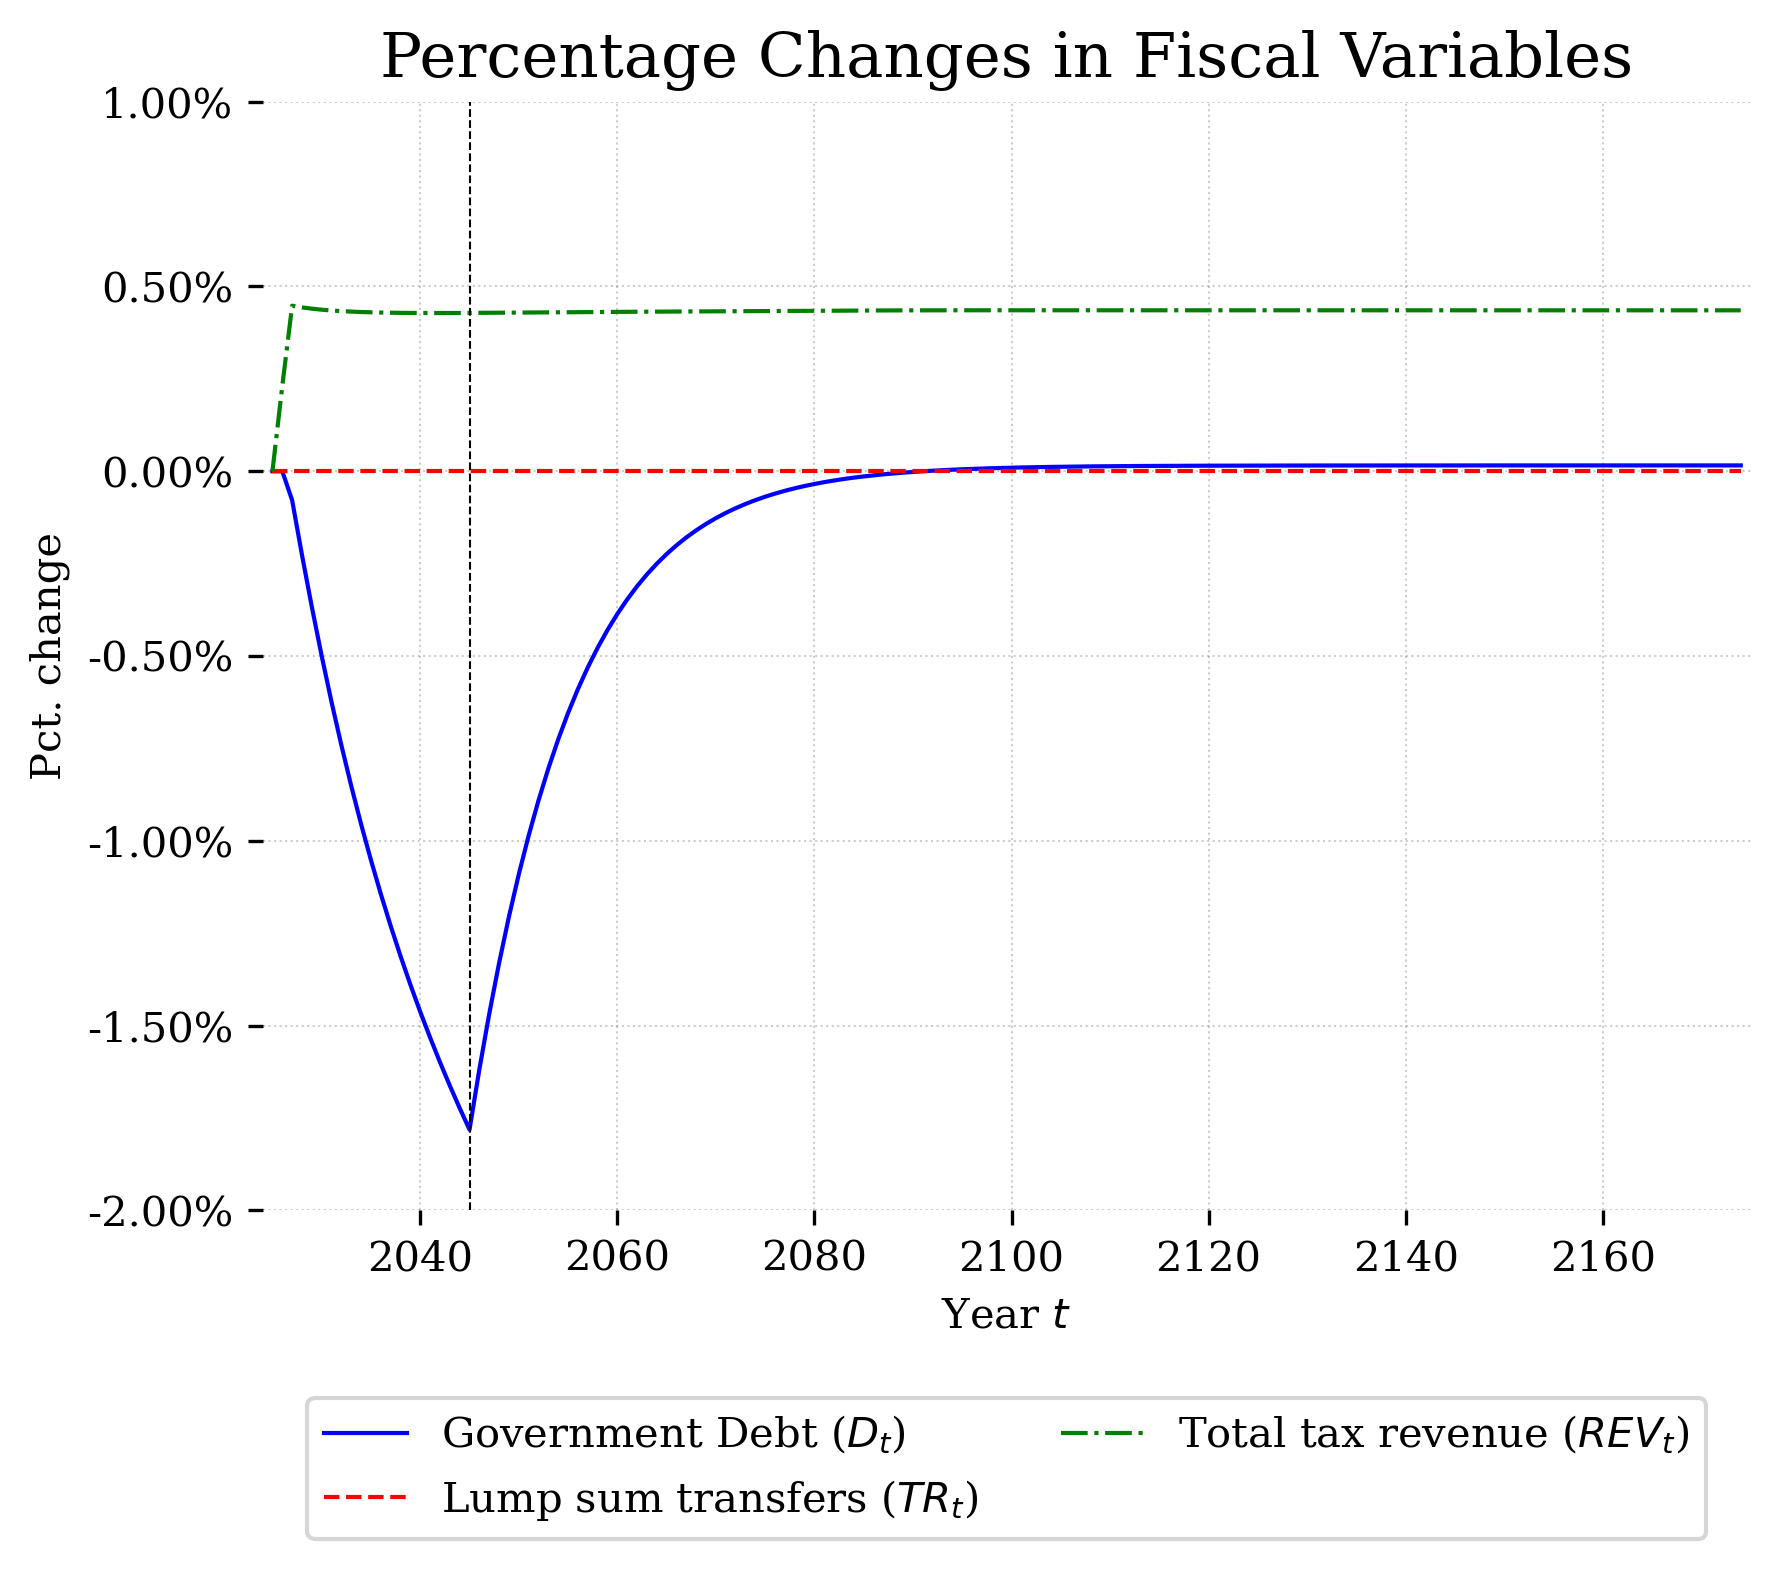 Percentage Changes in Fiscal Variables
1.00%
0.50%
0.00%
-0.50%
-1.00%
-1.50%
-2.00%
Pct. change
2040 2060 2080 2100 2120 2140 2160
Year t
Government Debt (D_t)
Lump sum transfers (TR_t)
Total tax revenue (REV_t)